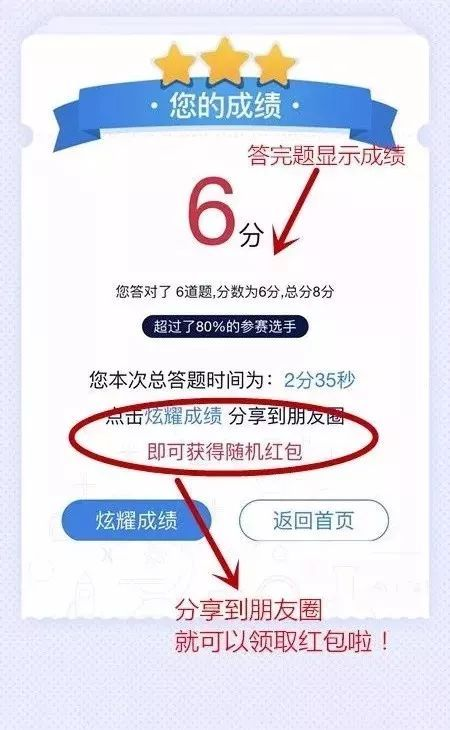 ·您的成绩·
答完题显示成绩
6分
您答对了 6道题,分数为6分,总分8分
超过了80%的参赛选手
您本次总答题时间为：2分35秒
点击炫耀成绩 分享到朋友圈
即可获得随机红包
炫耀成绩
返回首页
分享到朋友圈
就可以领取红包啦！